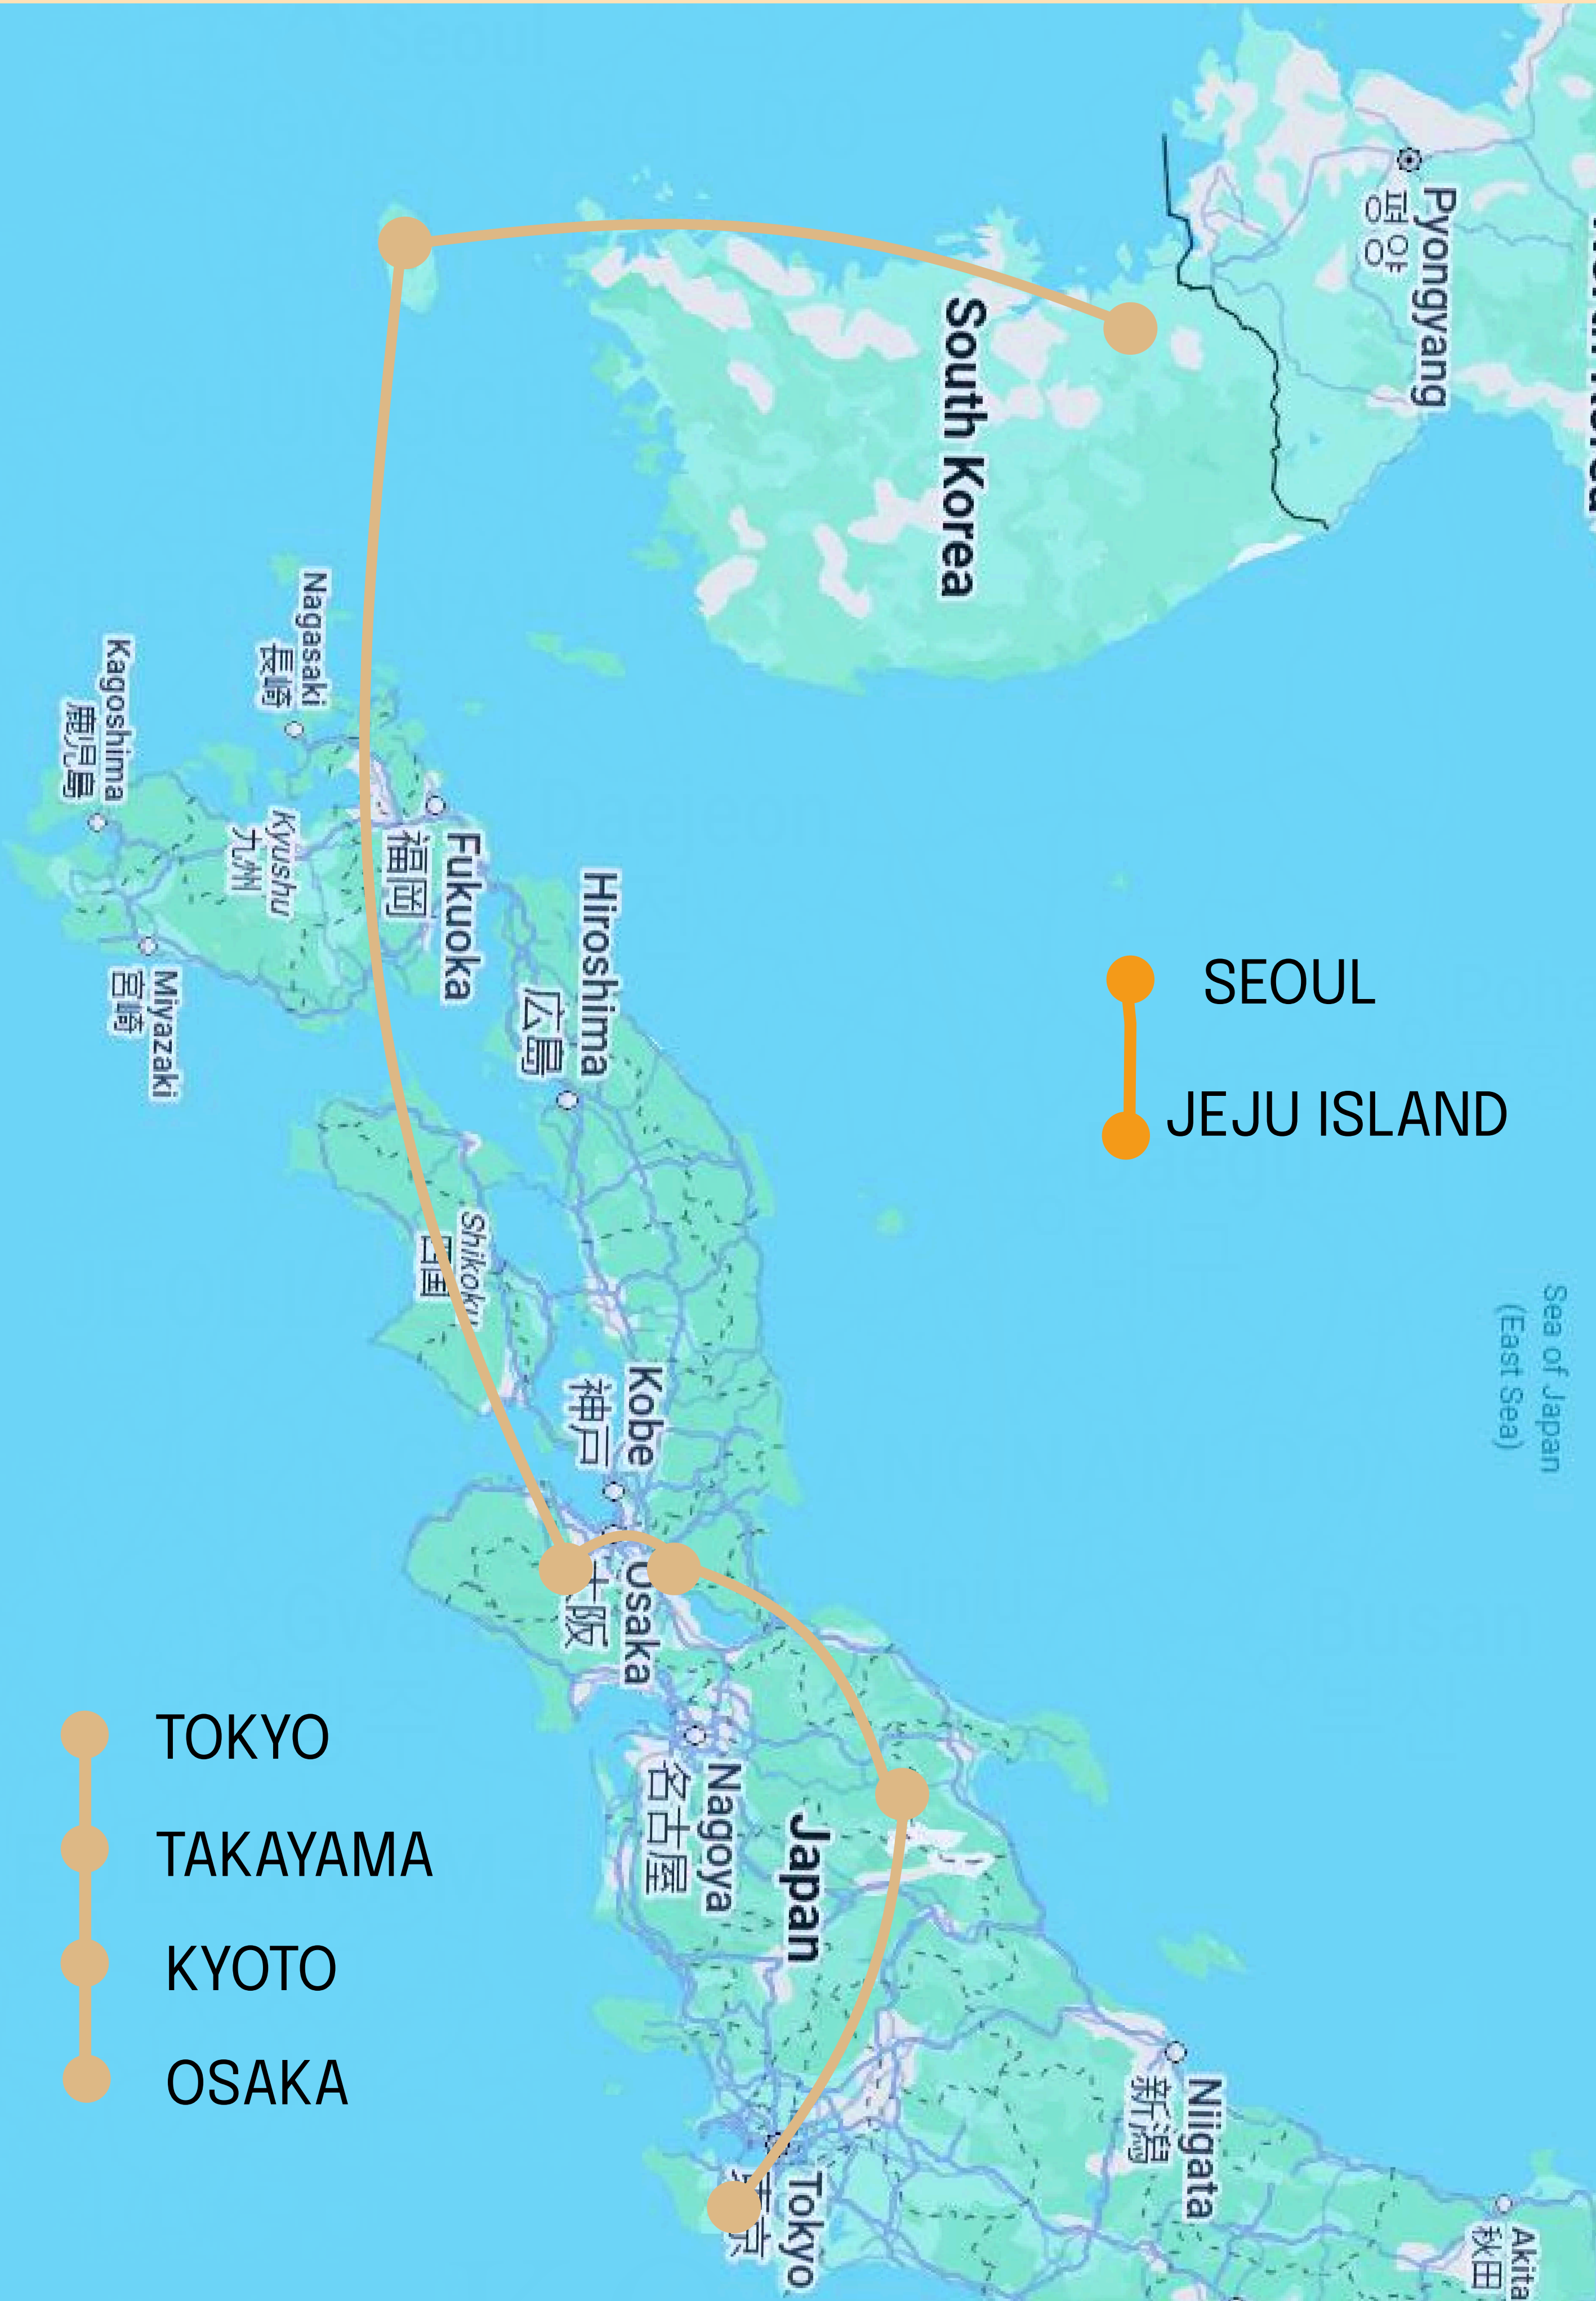 Pyongyang
평양
South Korea
Nagasaki
長崎
Kagoshima
鹿児島
Kyushu
九州
Fukuoka
福岡
Miyazaki
宮崎
Hiroshima
広島
SEOUL
JEJU ISLAND
Shikoku
四国
Sea of Japan
(East Sea)
Kobe
神戸
Osaka
大阪
Nagoya
名古屋
Japan
TOKYO
TAKAYAMA
KYOTO
OSAKA
Niigata
新潟
Tokyo
東京
Akita
秋田